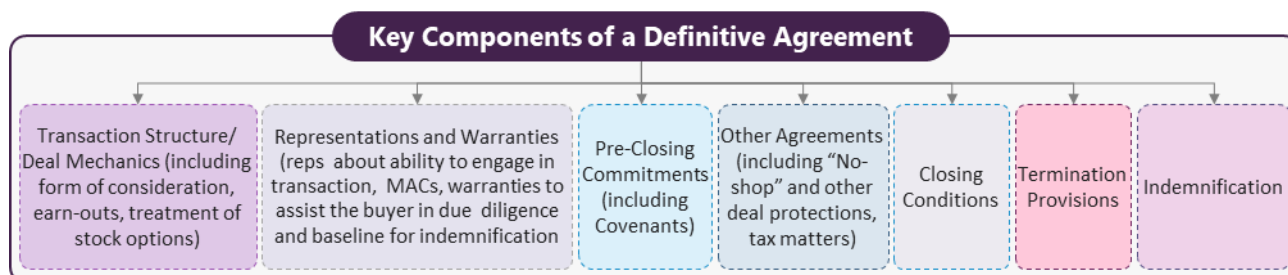 Key Components of a Definitive Agreement
Transaction Structure/
Deal Mechanics (including
form of consideration,
earn-outs, treatment of
stock options)
Representations and Warranties
(reps about ability to engage in
transaction, MACs, warranties to
assist the buyer in due diligence
and baseline for indemnification
Pre-Closing
Commitments
(including
Covenants)
Other Agreements
(including “No-
shop” and other
deal protections,
tax matters)
Closing
Conditions
Termination
Provisions
Indemnification